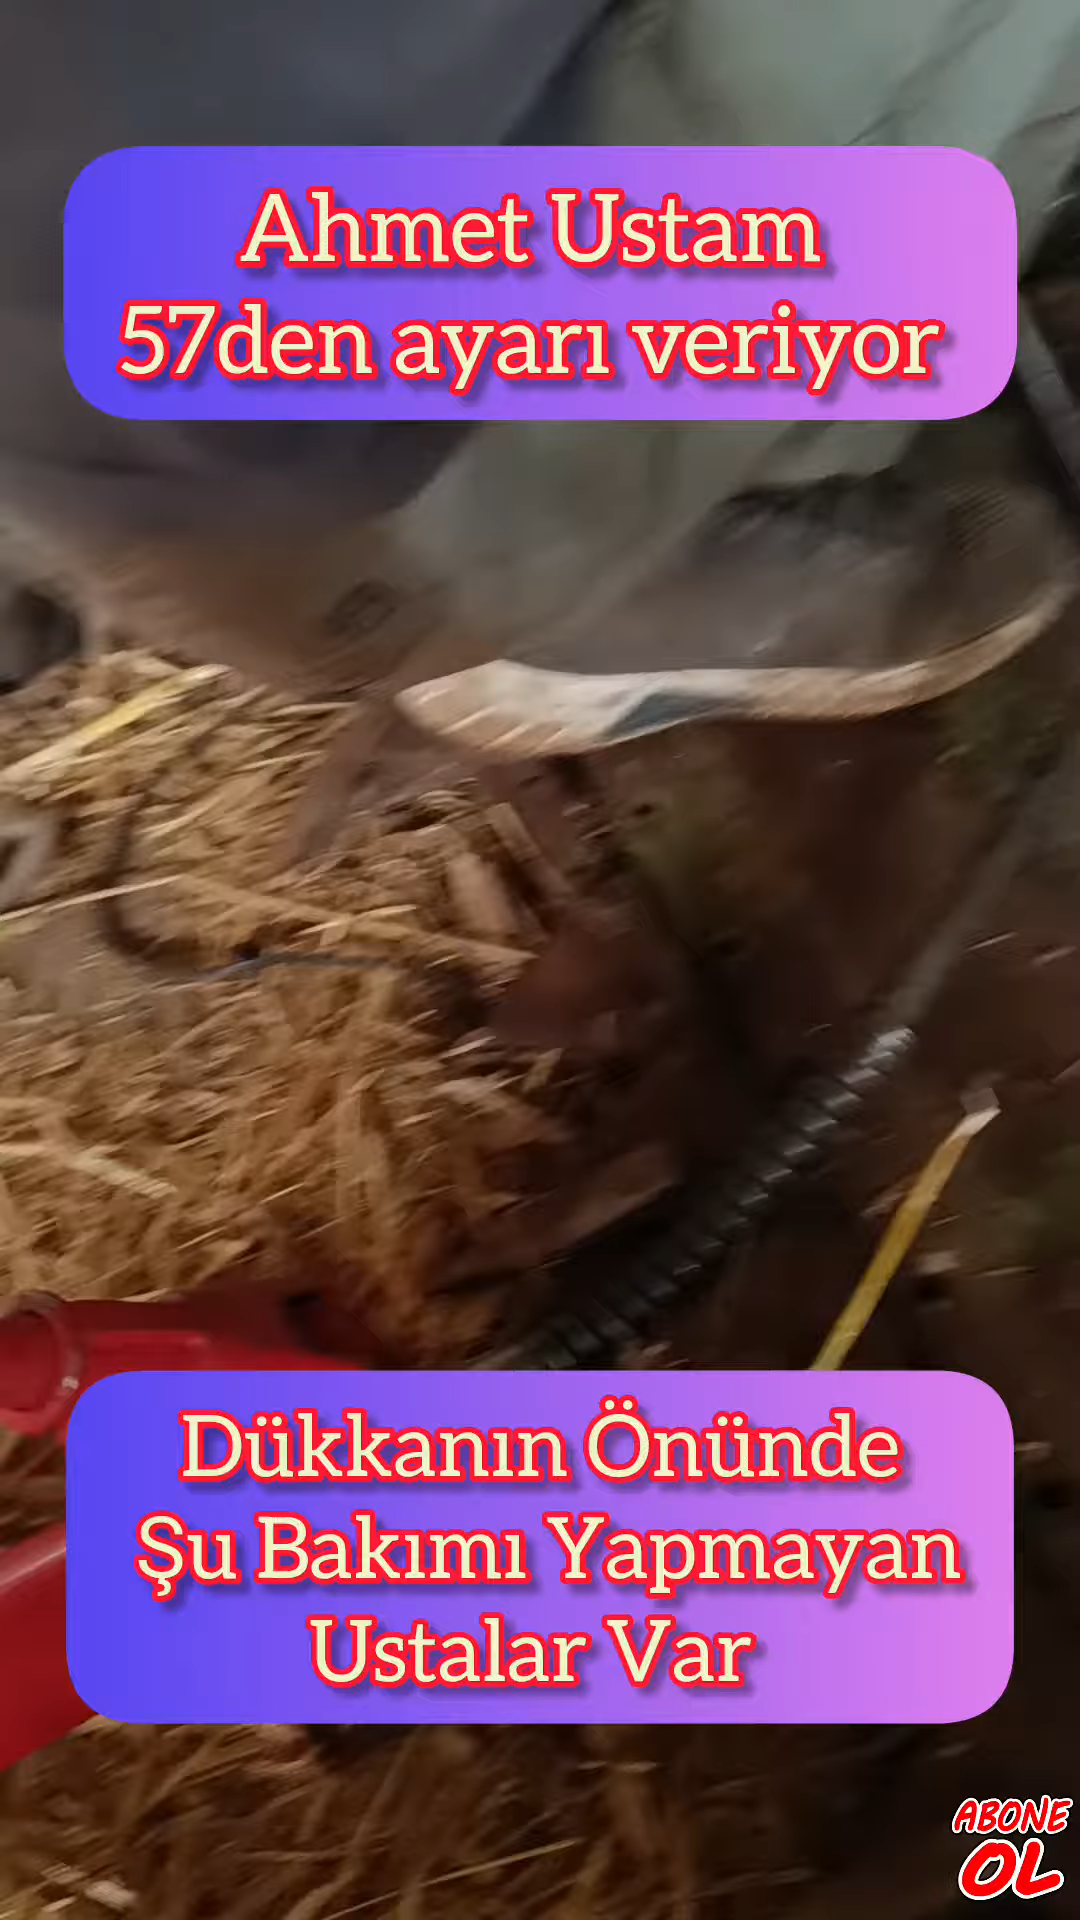 Ahmet Ustam
57den ayarı veriyor
Dükkanın Önünde
Şu Bakımı Yapmayan
Ustalar Var
ABONE
OL